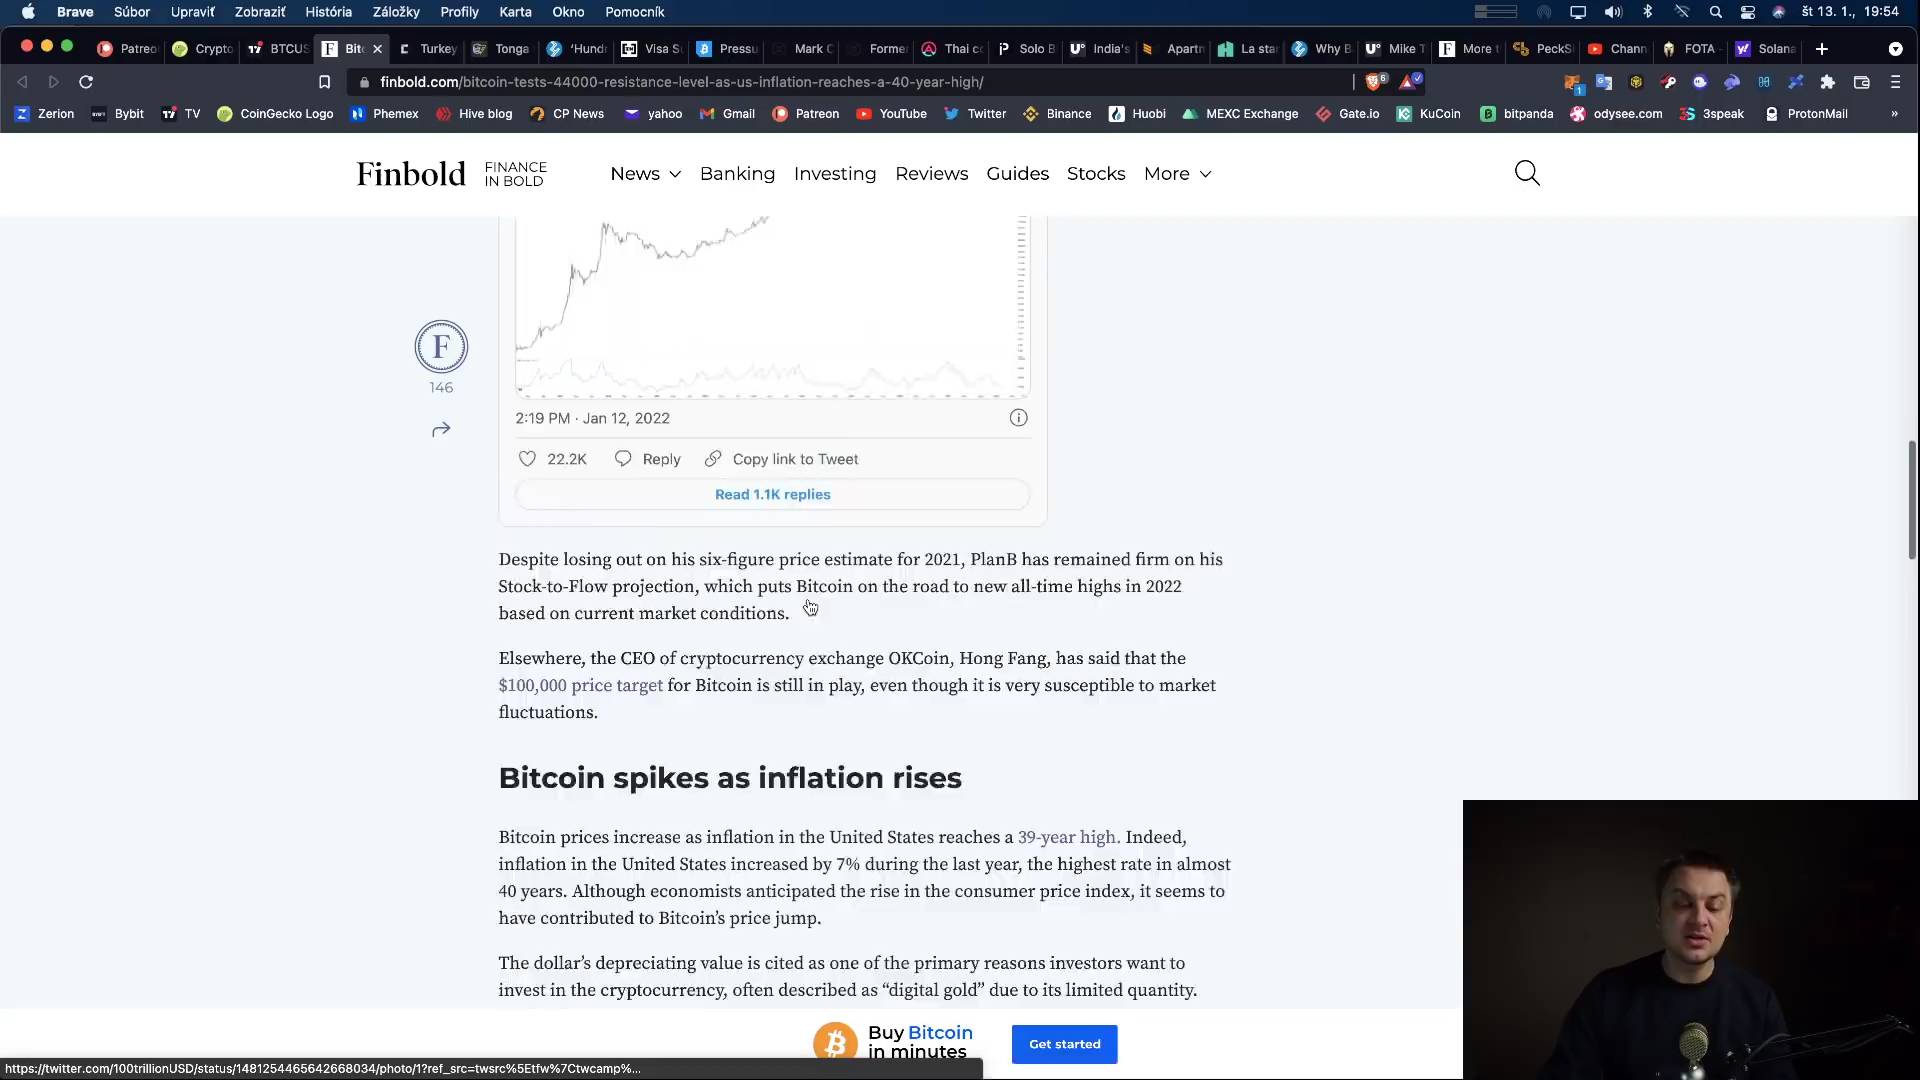 Brave Súbor Upraviť Zobraziť História Záložky Profily Karta Okno Pomocník št 13. 1., 19:54
Patreo Crypto BTCUS Bit Turkey Tonga 'Hund Visa S Pressu Mark C Former Thai c Solo B India's Apartn La sta Why B Mike T More t PeckSl Chann FOTA Solana
finbold.com/bitcoin-tests-44000-resistance-level-as-us-inflation-reaches-a-40-year-high/
Zerion Bybit TV CoinGecko Logo Phemex Hive blog CP News yahoo Gmail Patreon YouTube Twitter Binance Huobi MEXC Exchange Gate.io KuCoin bitpanda odysee.com 3speak ProtonMail »
Finbold FINANCE
IN BOLD
News Banking Investing Reviews Guides Stocks More
F
146
2:19 PM · Jan 12, 2022
22.2K Reply Copy link to Tweet
Read 1.1K replies
Despite losing out on his six-figure price estimate for 2021, PlanB has remained firm on his
Stock-to-Flow projection, which puts Bitcoin on the road to new all-time highs in 2022
based on current market conditions.
Elsewhere, the CEO of cryptocurrency exchange OKCoin, Hong Fang, has said that the
$100,000 price target for Bitcoin is still in play, even though it is very susceptible to market
fluctuations.
Bitcoin spikes as inflation rises
Bitcoin prices increase as inflation in the United States reaches a 39-year high. Indeed,
inflation in the United States increased by 7% during the last year, the highest rate in almost
40 years. Although economists anticipated the rise in the consumer price index, it seems to
have contributed to Bitcoin's price jump.
The dollar's depreciating value is cited as one of the primary reasons investors want to
invest in the cryptocurrency, often described as “digital gold” due to its limited quantity.
Buy Bitcoin
in minutes
Get started
https://twitter.com/100trillionUSD/status/1481254465642668034/photo/1?ref_src=twsrc%5Etfw%7Ctwcamp%...